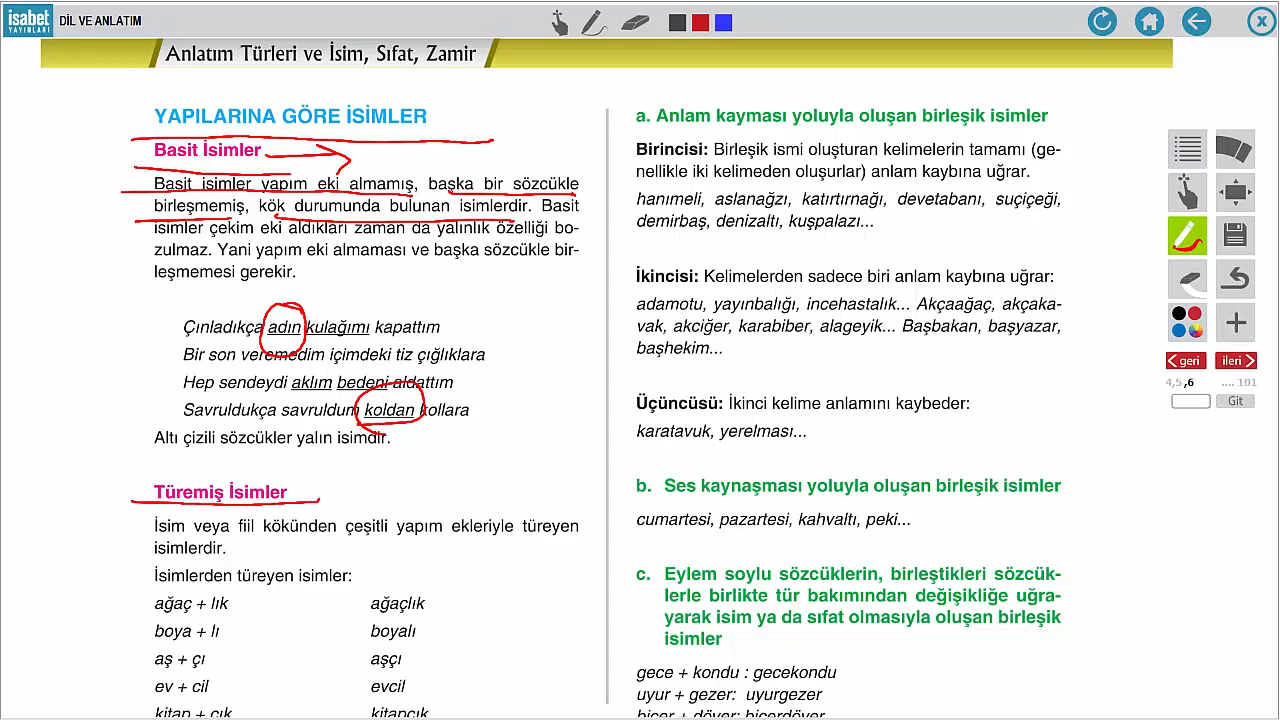 isabet
YAYINLARI
DİL VE ANLATIM
Anlatım Türleri ve İsim, Sıfat, Zamir
YAPILARINA GÖRE İSİMLER
Basit İsimler
Basit isimler yapım eki almamış, başka bir sözcükle
birleşmemiş, kök durumunda bulunan isimlerdir. Basit
isimler çekim eki aldıkları zaman da yalınlık özelliği bo-
zulmaz. Yani yapım eki almaması ve başka sözcükle bir-
leşmemesi gerekir.
Çınladıkça adın kulağımı kapattım
Bir son veremedim içimdeki tiz çığlıklara
Hep sendeydi aklım bedeni aldattım
Savruldukça savruldum koldan kollara
Altı çizili sözcükler yalın isimdir.
Türemiş İsimler
İsim veya fiil kökünden çeşitli yapım ekleriyle türeyen
isimlerdir.
İsimlerden türeyen isimler:
ağaç + lık ağaçlık
boya + lı boyalı
aş + çı aşçı
ev + cil evcil
kitap + çık kitapçık
a. Anlam kayması yoluyla oluşan birleşik isimler
Birincisi: Birleşik ismi oluşturan kelimelerin tamamı (ge-
nellikle iki kelimeden oluşurlar) anlam kaybına uğrar.
hanımeli, aslanağzı, katırtırnağı, devetabanı, suçiçeği,
demirbaş, denizaltı, kuşpalazı...
İkincisi: Kelimelerden sadece biri anlam kaybına uğrar:
adamotu, yayınbalığı, incehastalık... Akçaağaç, akçaka-
vak, akciğer, karabiber, alageyik... Başbakan, başyazar,
başhekim...
Üçüncüsü: İkinci kelime anlamını kaybeder:
karatavuk, yerelması...
b. Ses kaynaşması yoluyla oluşan birleşik isimler
cumartesi, pazartesi, kahvaltı, peki...
c. Eylem soylu sözcüklerin, birleştikleri sözcük-
lerle birlikte tür bakımından değişikliğe uğra-
yarak isim ya da sıfat olmasıyla oluşan birleşik
isimler
gece + kondu : gecekondu
uyur + gezer: uyurgezer
biçer + döver: biçerdöver
geri ileri
4,5,6 .... 101
Git